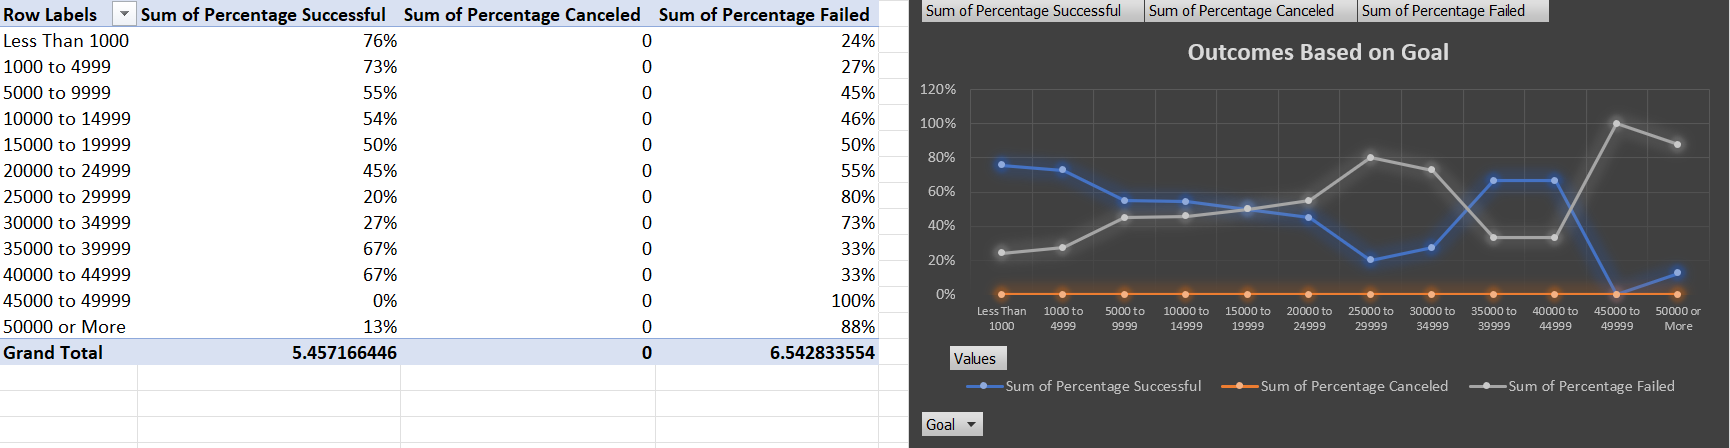 Row Labels Sum of Percentage Successful Sum of Percentage Canceled Sum of Percentage Failed
Less Than 1000 76% 0 24%
1000 to 4999 73% 0 27%
5000 to 9999 55% 0 45%
10000 to 14999 54% 0 46%
15000 to 19999 50% 0 50%
20000 to 24999 45% 0 55%
25000 to 29999 20% 0 80%
30000 to 34999 27% 0 73%
35000 to 39999 67% 0 33%
40000 to 44999 67% 0 33%
45000 to 49999 0% 0 100%
50000 or More 13% 0 88%
Grand Total 5.457166446 0 6.542833554
Sum of Percentage Successful Sum of Percentage Canceled Sum of Percentage Failed
Outcomes Based on Goal
120%
100%
80%
60%
40%
20%
0%
Less Than 1000 to 5000 to 10000 to 15000 to 20000 to 25000 to 30000 to 35000 to 40000 to 45000 to 50000 or
1000 4999 9999 14999 19999 24999 29999 34999 39999 44999 49999 More
Values
Sum of Percentage Successful Sum of Percentage Canceled Sum of Percentage Failed
Goal